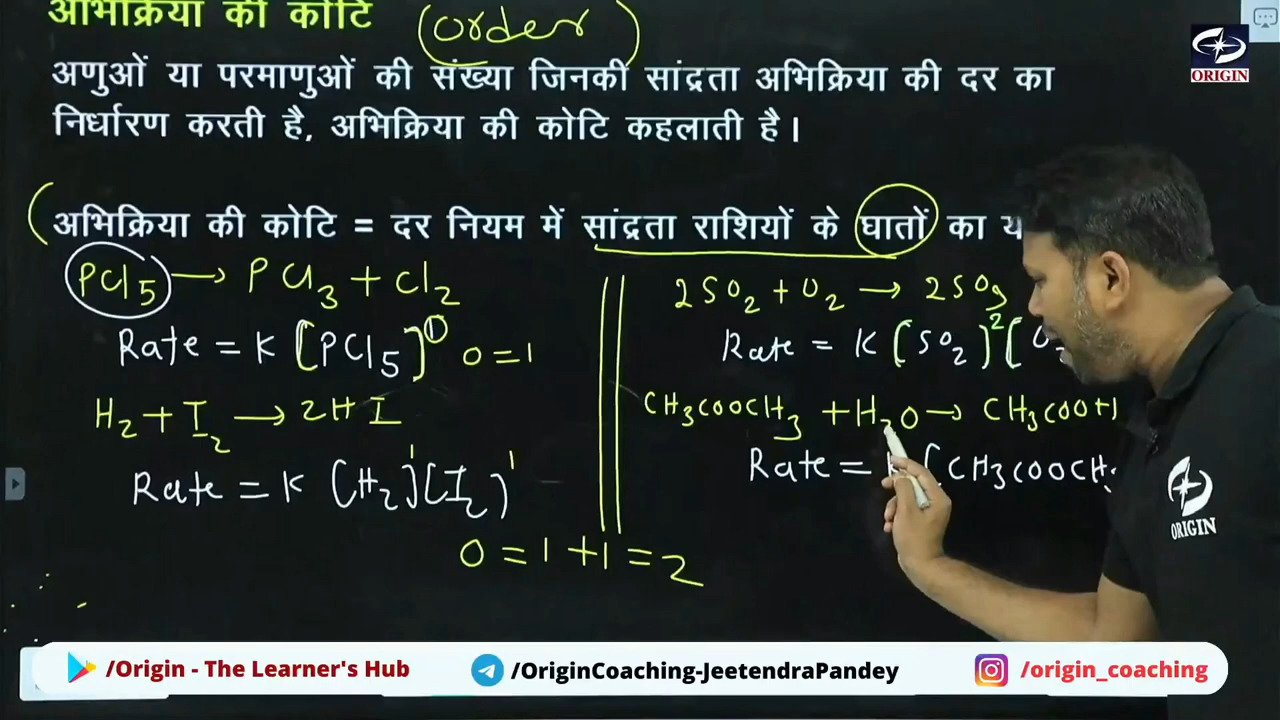 अभिक्रिया की कोटि (order)
अणुओं या परमाणुओं की संख्या जिनकी सांद्रता अभिक्रिया की दर का
निर्धारण करती है, अभिक्रिया की कोटि कहलाती है।
अभिक्रिया की कोटि = दर नियम में सांद्रता राशियों के घातों का
PCl5 → PCl3 + Cl2
Rate = K [PCl5]^1 O = 1
H2 + I2 → 2HI
Rate = K (H2)^1 (I2)^1
O = 1 + 1 = 2
2SO2 + O2 → 2SO3
Rate = K (SO2)^2 (
CH3COOCH3 + H2O → CH3COOH
Rate = K (CH3COOCH3
ORIGIN
ORIGIN
/Origin - The Learner's Hub
/OriginCoaching-JeetendraPandey
/origin_coaching